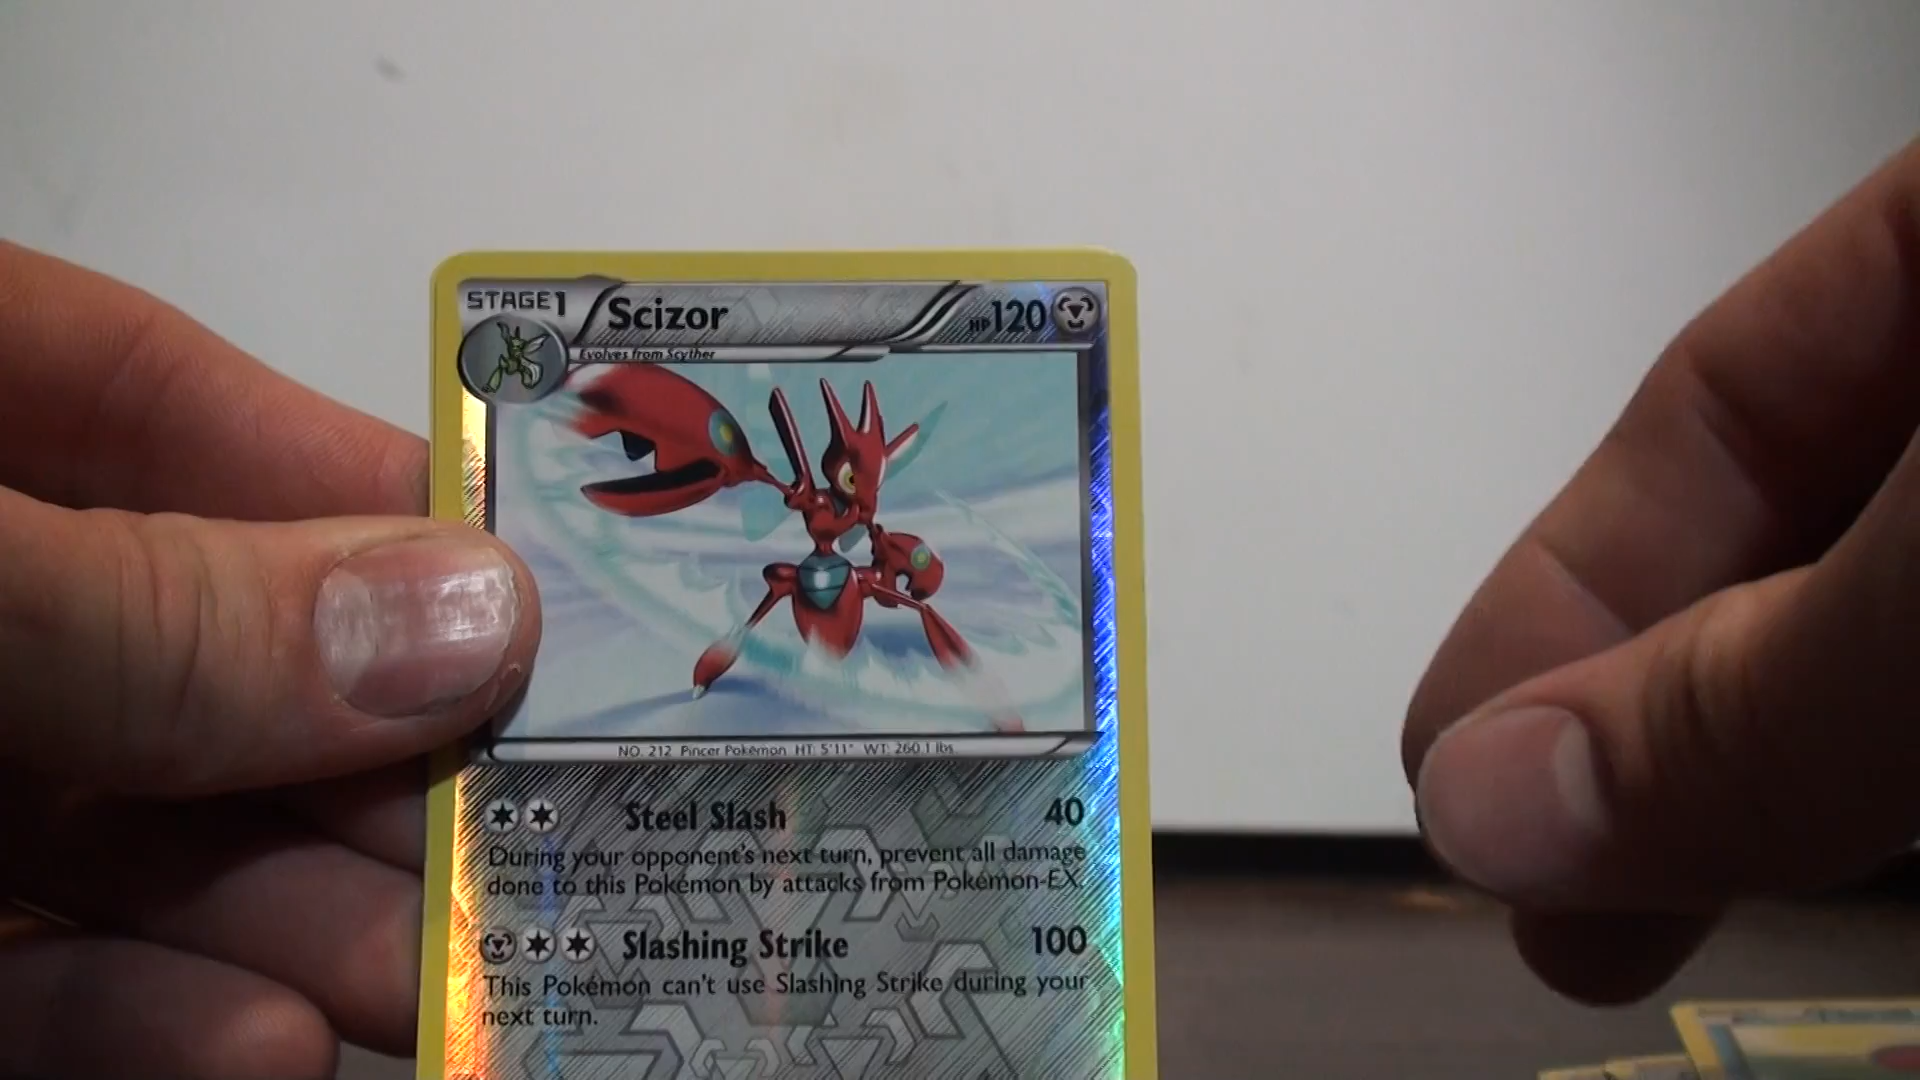 STAGE1 Scizor HP120
Evolves from Scyther
NO. 212 Pincer Pokémon HT: 5'11" WT: 260.1 lbs.
Steel Slash 40
During your opponent's next turn, prevent all damage
done to this Pokémon by attacks from Pokémon-EX.
Slashing Strike 100
This Pokémon can't use Slashing Strike during your
next turn.